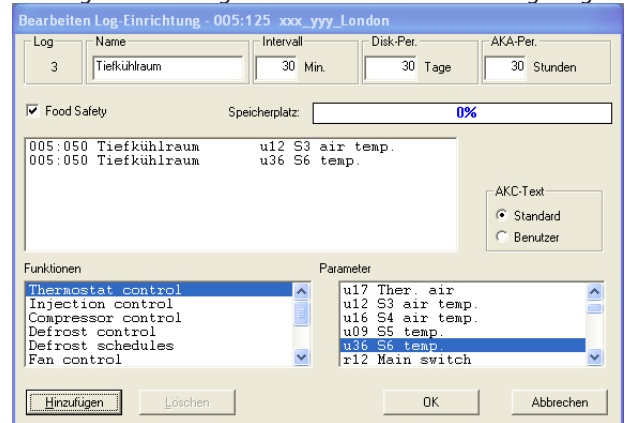 Bearbeiten Log-Einrichtung - 005:125 xxx_yyy_London
Log Name Intervall Disk-Per. AKA-Per.
3 Tiefkühlraum 30 Min. 30 Tage 30 Stunden
Food Safety Speicherplatz: 0%
005:050 Tiefkühlraum u12 S3 air temp.
005:050 Tiefkühlraum u36 S6 temp.
AKC-Text
Standard
Benutzer
Funktionen Parameter
Thermostat control u17 Ther. air
Injection control u12 S3 air temp.
Compressor control u16 S4 air temp.
Defrost control u09 S5 temp.
Defrost schedules u36 S6 temp.
Fan control r12 Main switch
Hinzufügen Löschen OK Abbrechen